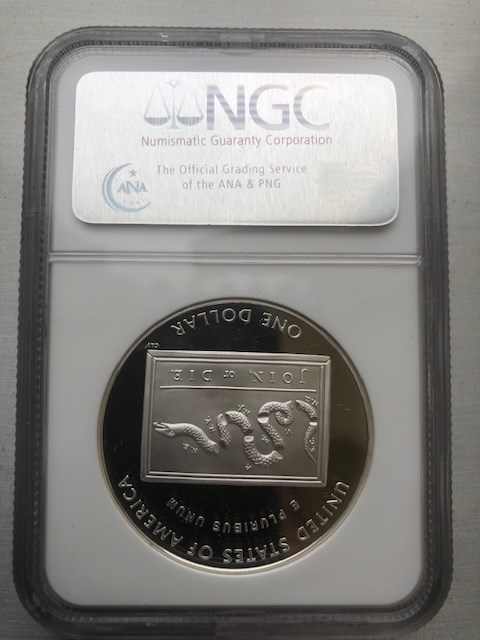 NGC
Numismatic Guaranty Corporation
The Official Grading Service
of the ANA & PNG
ANA
UNITED STATES OF AMERICA
E PLURIBUS UNUM
JOIN, or DIE.
ONE DOLLAR
CLV